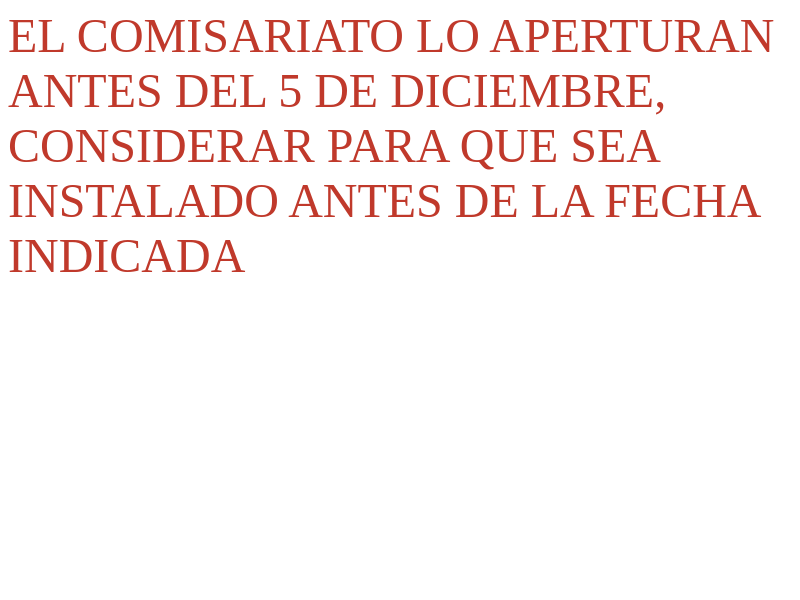 EL COMISARIATO LO APERTURAN
ANTES DEL 5 DE DICIEMBRE,
CONSIDERAR PARA QUE SEA
INSTALADO ANTES DE LA FECHA
INDICADA